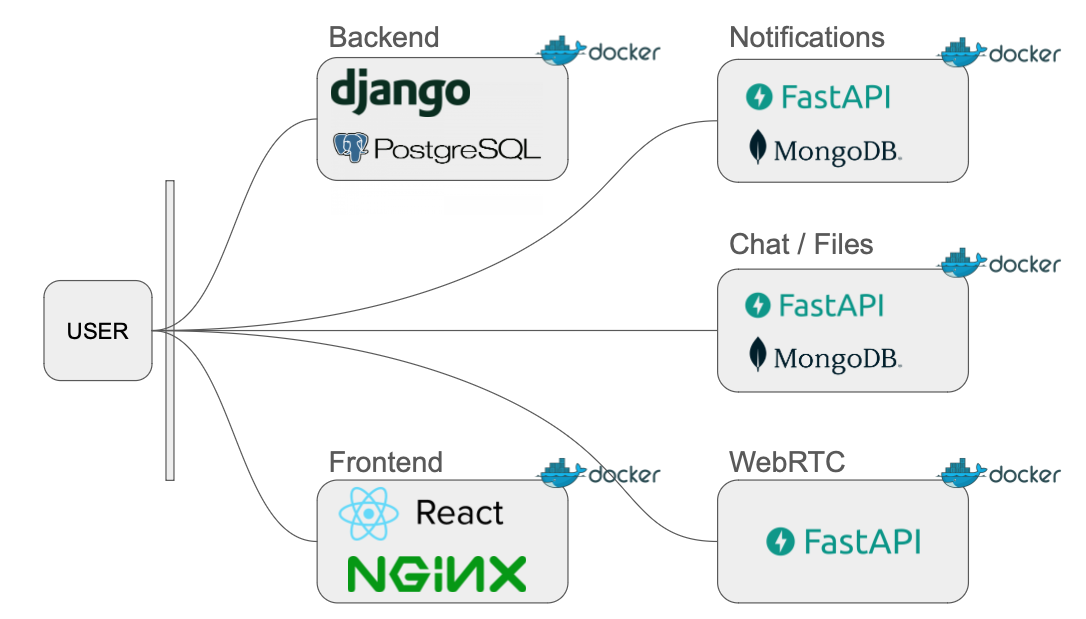 Backend
docker
django
PostgreSQL
Notifications
docker
FastAPI
MongoDB.
USER
Chat / Files
docker
FastAPI
MongoDB.
Frontend
docker
React
NGINX
WebRTC
docker
FastAPI